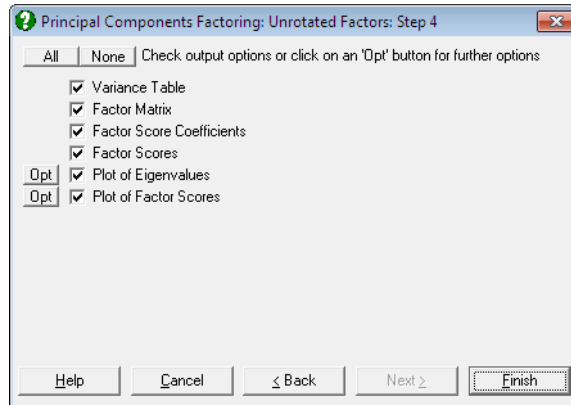 Principal Components Factoring: Unrotated Factors: Step 4
All None Check output options or click on an 'Opt' button for further options
Variance Table
Factor Matrix
Factor Score Coefficients
Factor Scores
Opt Plot of Eigenvalues
Opt Plot of Factor Scores
Help Cancel < Back Next > Finish